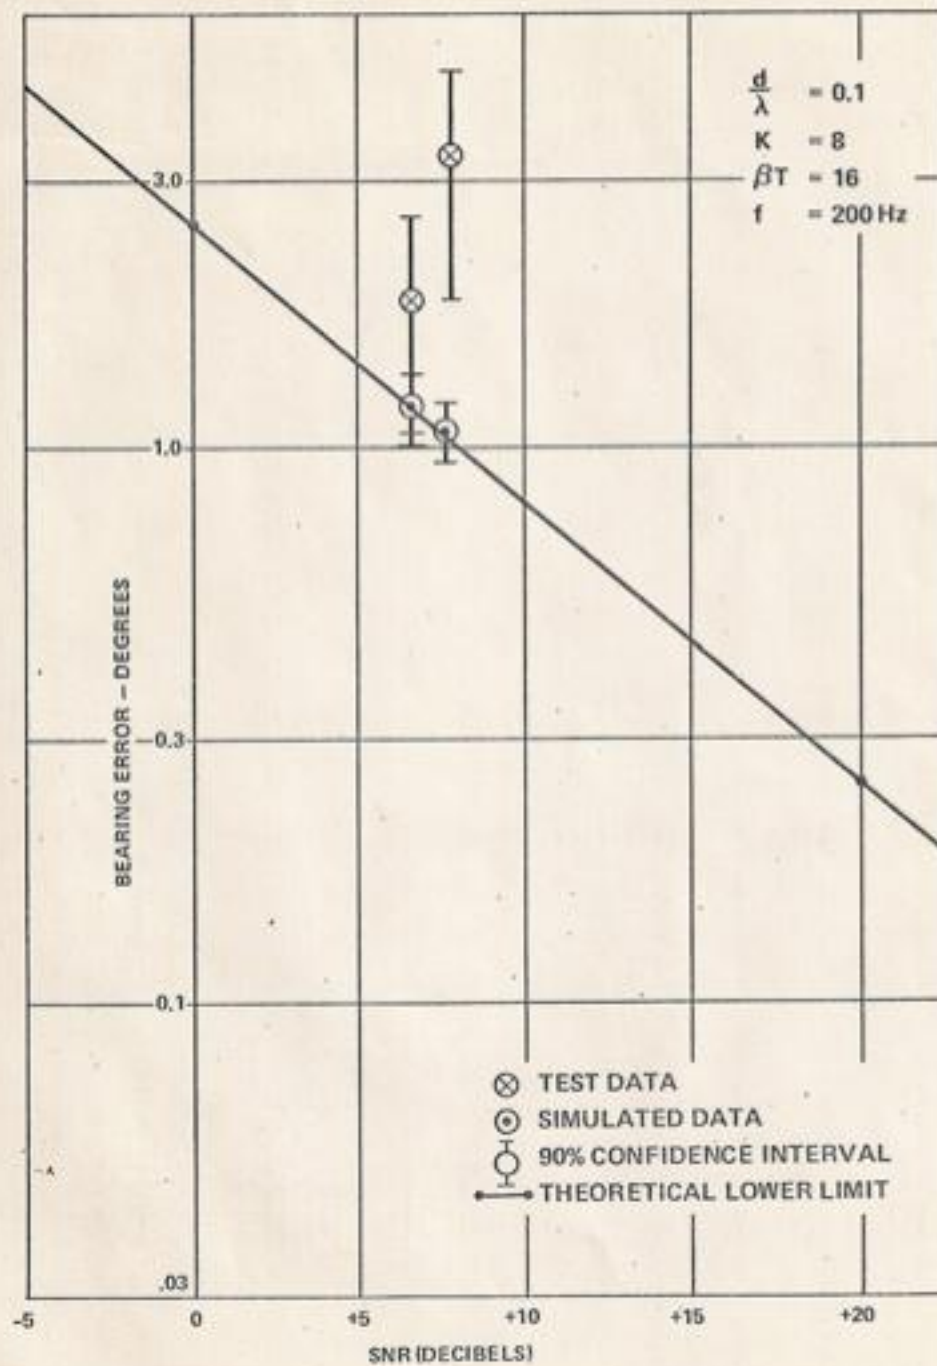 d/λ = 0.1
K = 8
βT = 16
f = 200 Hz
3.0
1.0
0.3
0.1
.03
BEARING ERROR – DEGREES
⊗ TEST DATA
⊙ SIMULATED DATA
90% CONFIDENCE INTERVAL
THEORETICAL LOWER LIMIT
-5 0 +5 +10 +15 +20
SNR (DECIBELS)